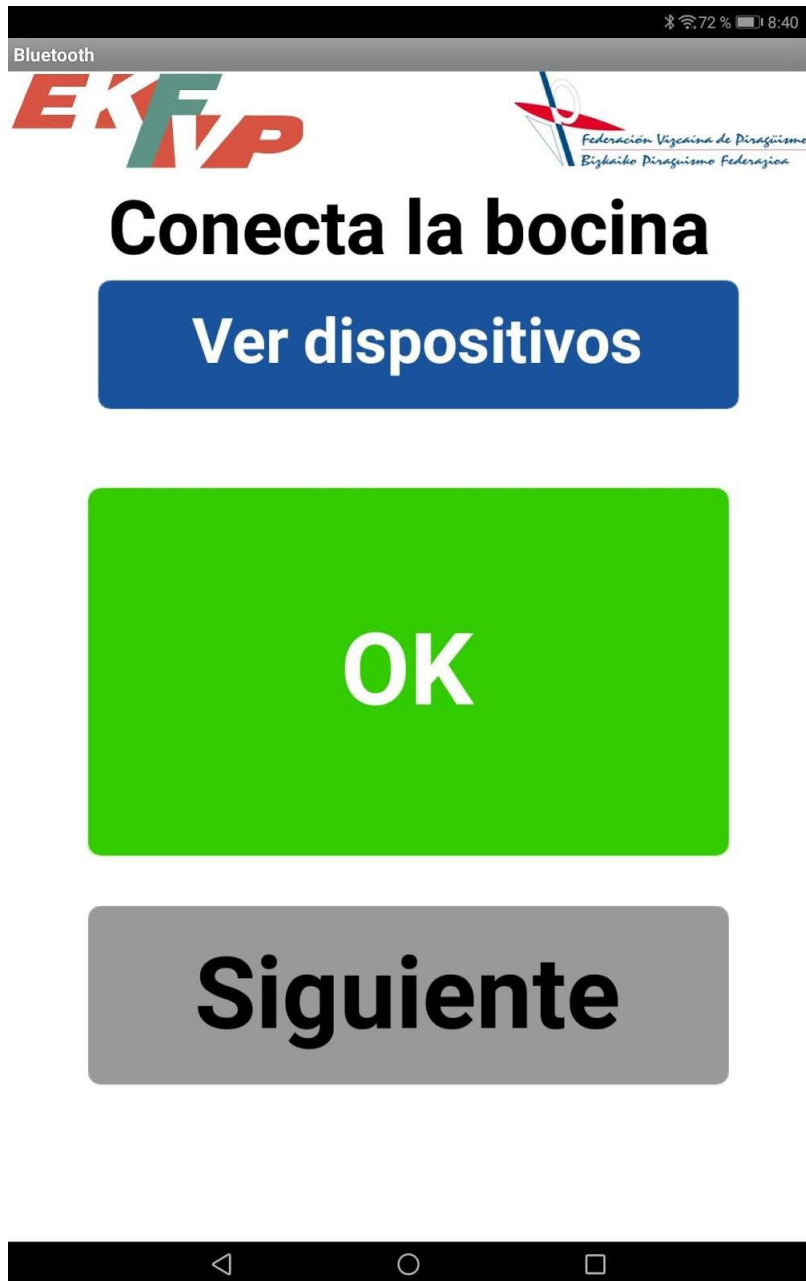 72 % 8:40
Bluetooth
EKFVP
Federación Vizcaina de Piragüismo
Bizkaiko Piraguismo Federazioa
Conecta la bocina
Ver dispositivos
OK
Siguiente